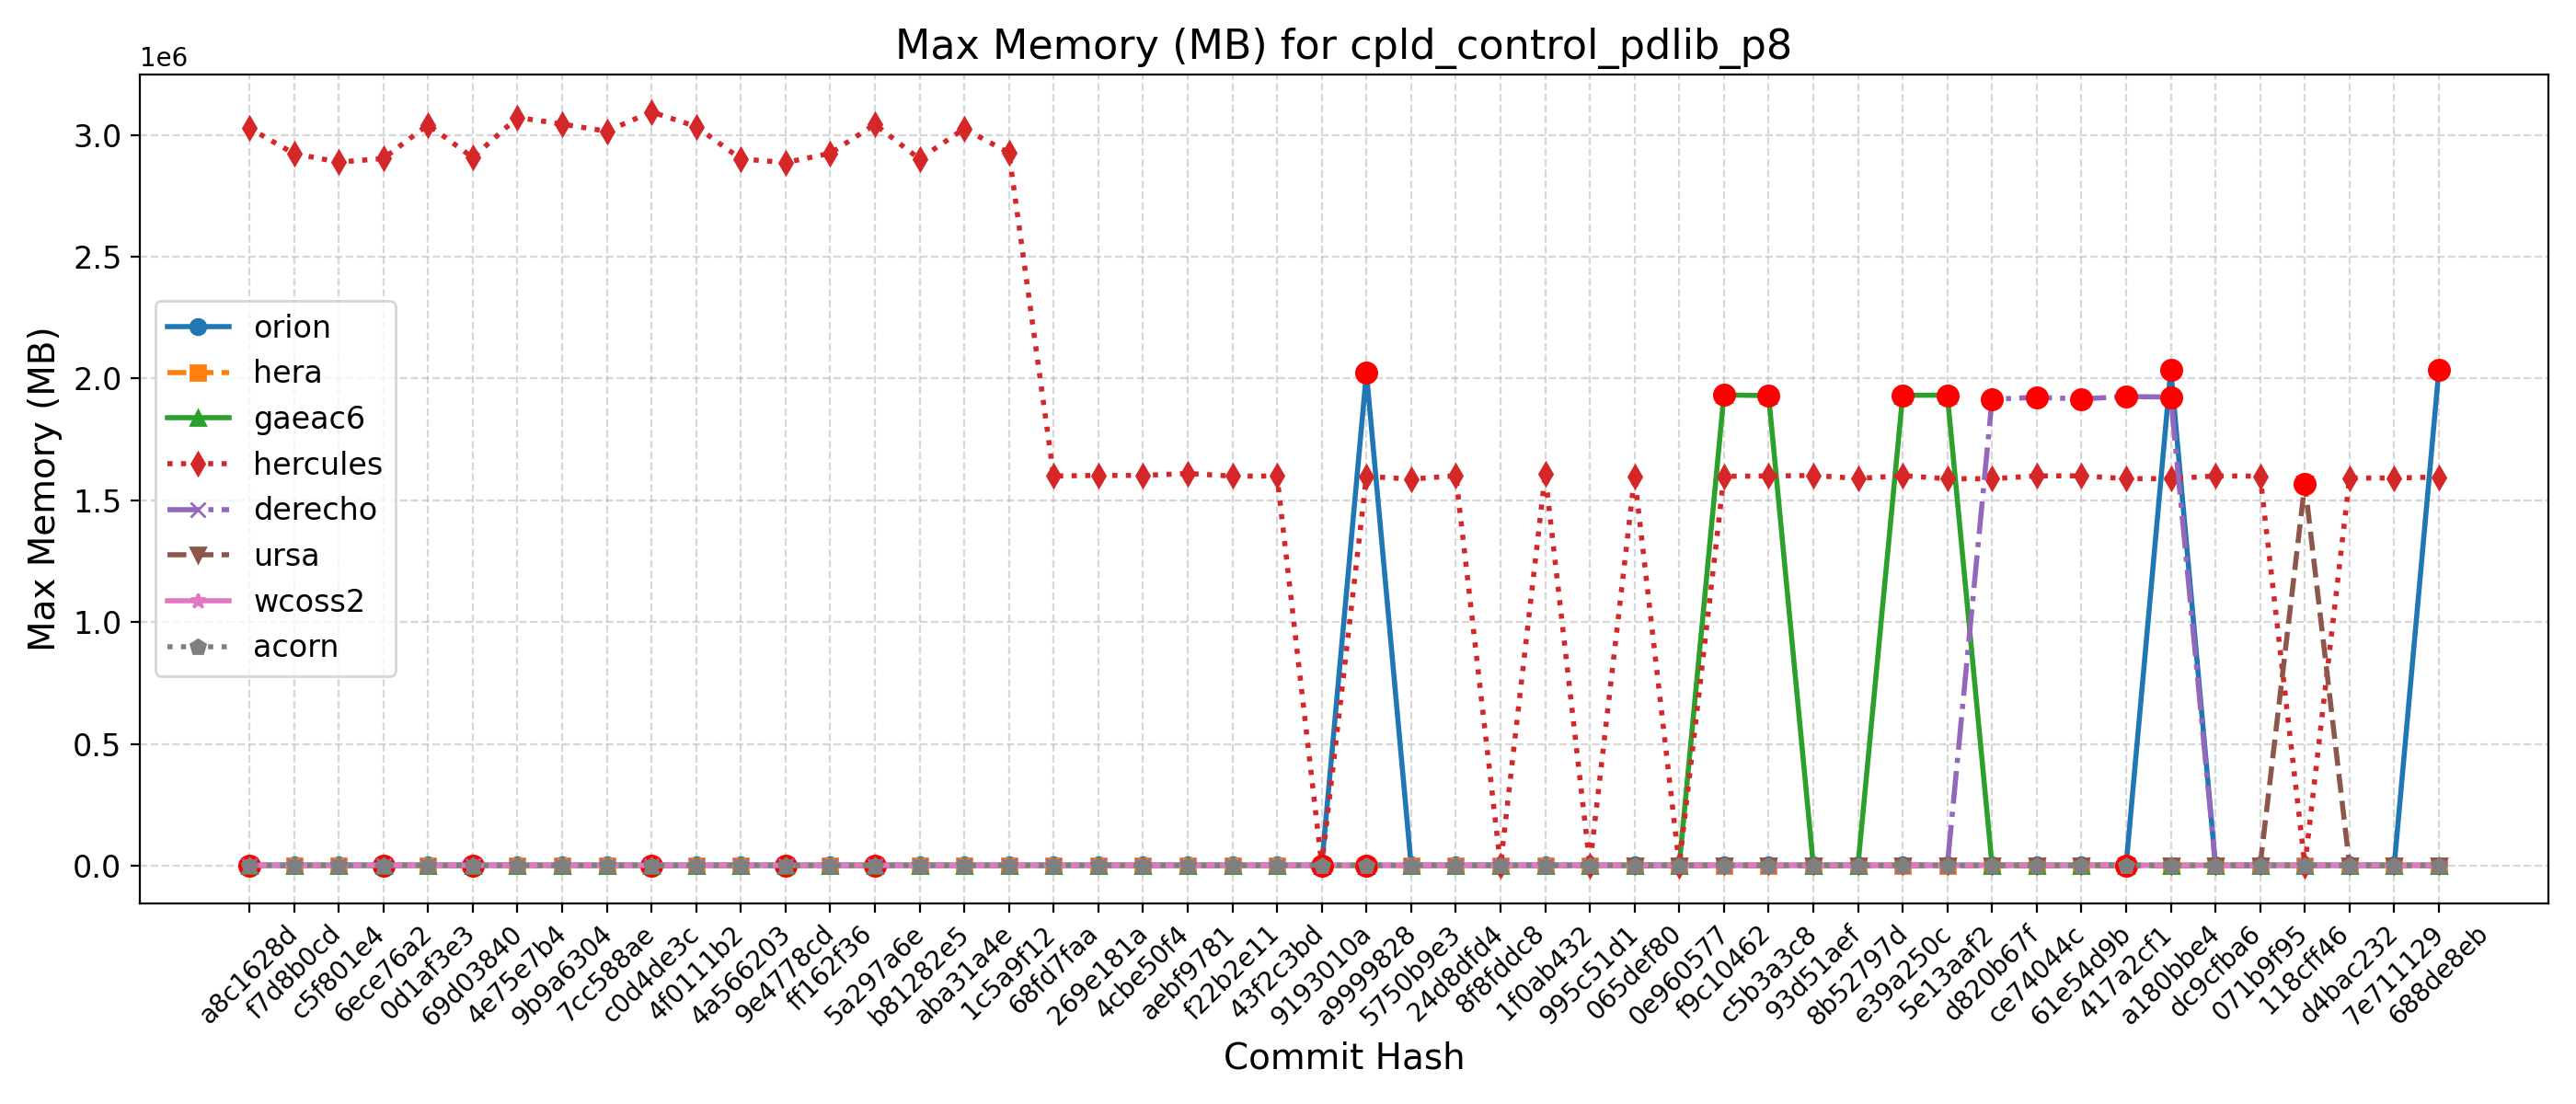 Max Memory (MB) for cpld_control_pdlib_p8
1e6
3.0
2.5
2.0
1.5
1.0
0.5
0.0
Max Memory (MB)
orion
hera
gaeac6
hercules
derecho
ursa
wcoss2
acorn
a8c1628d
f7d8b0cd
c5f801e4
6ece76a2
0d1af3e3
69d03840
4e75e7b4
9b9a6304
7cc588ae
c0d4de3c
4f0111b2
4a566203
9e4778cd
ff162f36
5a297a6e
b81282e5
aba31a4e
1c5a9f12
68fd7faa
269e181a
4cbe50f4
aebf9781
f22b2e11
43f2c3bd
9193010a
a9999828
5750b9e3
24d8dfd4
8f8fddc8
1f0ab432
995c51d1
065def80
0e960577
f9c10462
c5b3a3c8
93d51aef
8b52797d
e39a250c
5e13aaf2
d820b67f
ce74044c
61e54d9b
417a2cf1
a180bbe4
dc9cfba6
071b9f95
118cff46
d4bac232
7e711129
688de8eb
Commit Hash